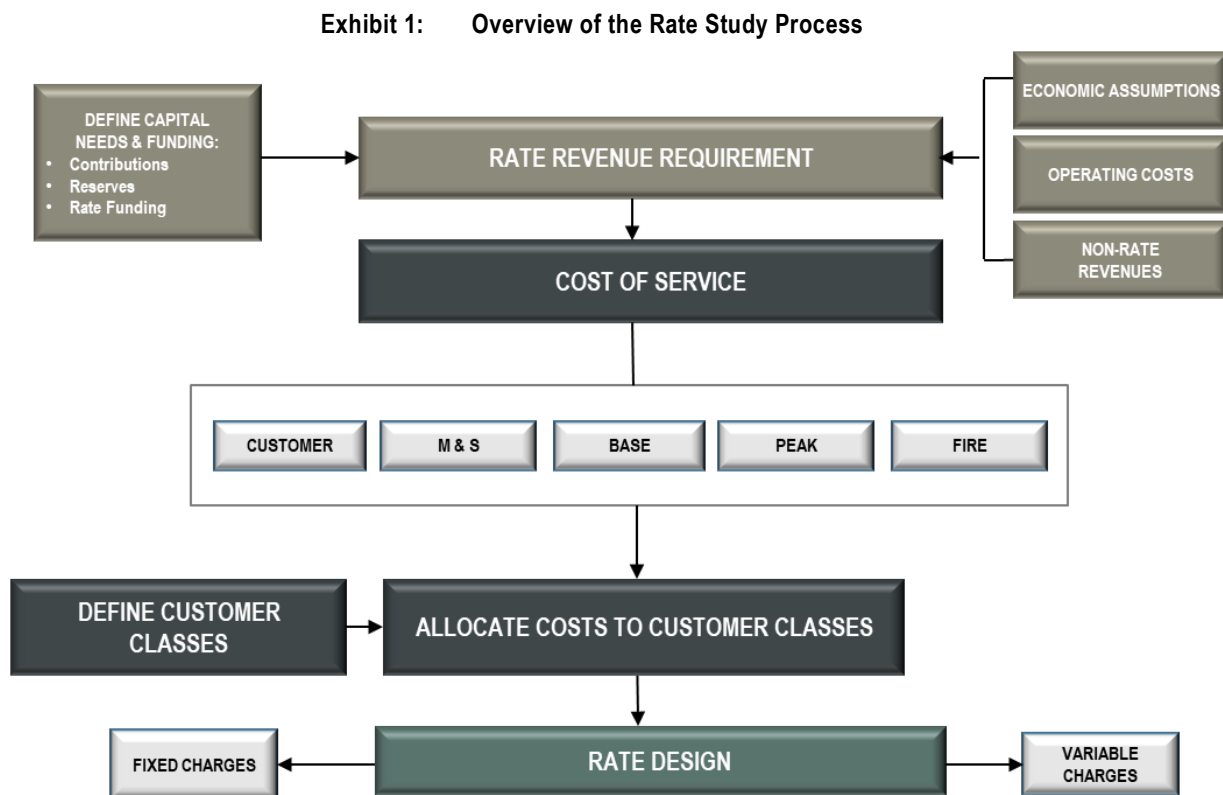 Exhibit 1: Overview of the Rate Study Process
DEFINE CAPITAL
NEEDS & FUNDING:
• Contributions
• Reserves
• Rate Funding
RATE REVENUE REQUIREMENT
ECONOMIC ASSUMPTIONS
OPERATING COSTS
NON-RATE
REVENUES
COST OF SERVICE
CUSTOMER
M & S
BASE
PEAK
FIRE
DEFINE CUSTOMER
CLASSES
ALLOCATE COSTS TO CUSTOMER CLASSES
FIXED CHARGES
RATE DESIGN
VARIABLE
CHARGES